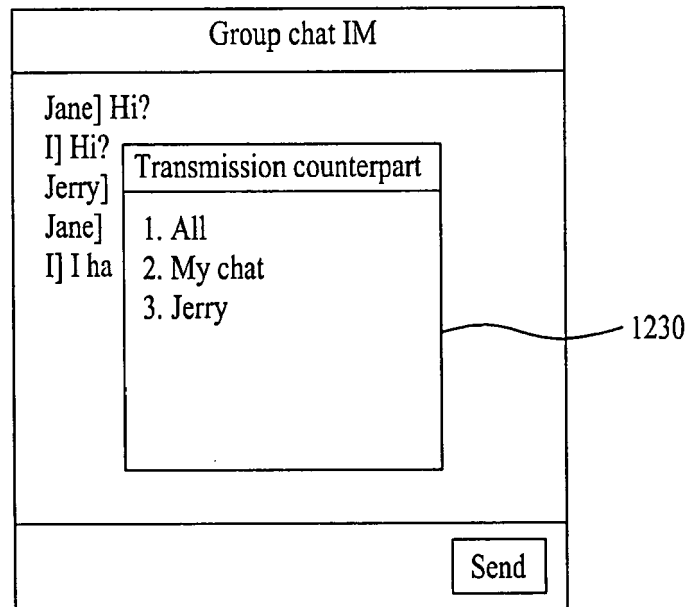 Group chat IM
Jane] Hi?
I] Hi?
Jerry]
Jane]
I] I ha
Transmission counterpart
1. All
2. My chat
3. Jerry
1230
Send